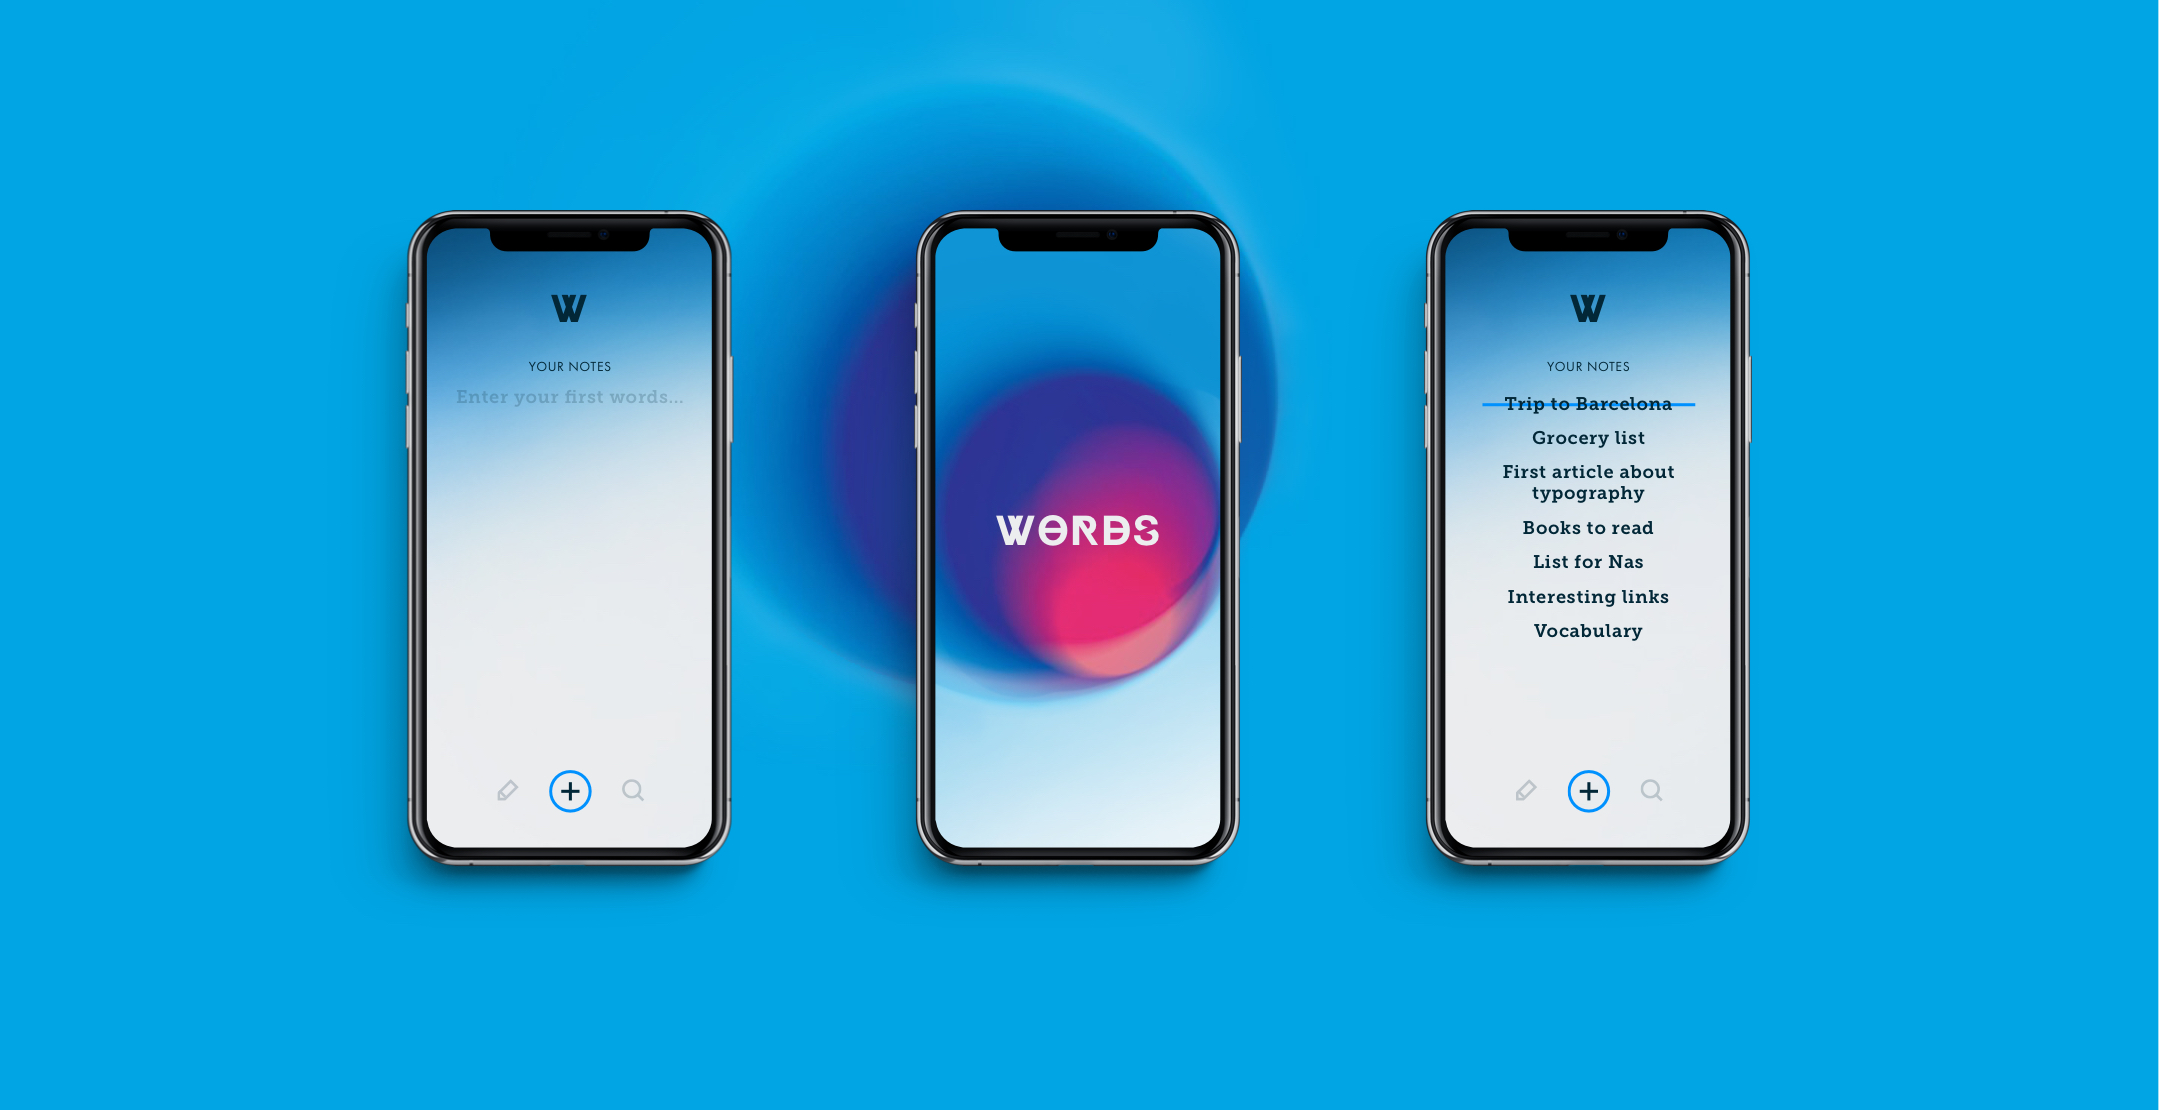 W
YOUR NOTES
Enter your first words...
WORDS
W
YOUR NOTES
Trip to Barcelona
Grocery list
First article about
typography
Books to read
List for Nas
Interesting links
Vocabulary